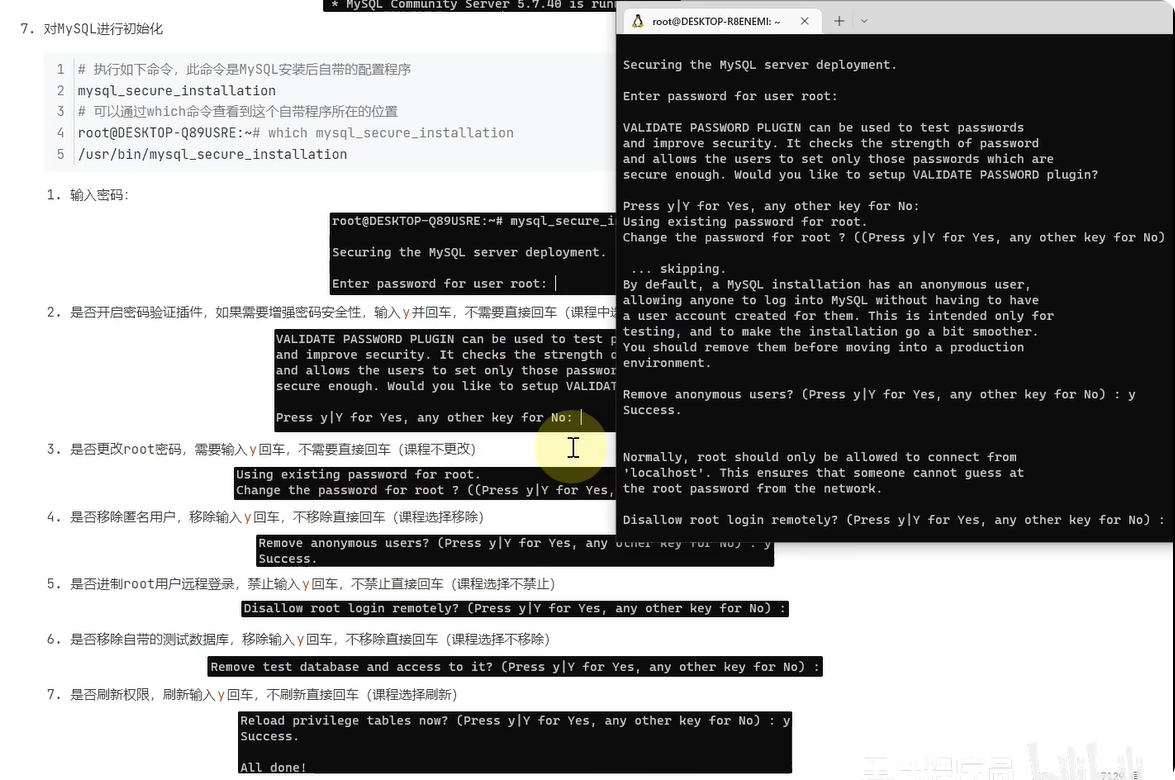 * MySQL Community Server 5.7.40 is runn
7. 对MySQL进行初始化
1 # 执行如下命令，此命令是MySQL安装后自带的配置程序
2 mysql_secure_installation
3 # 可以通过which命令查看到这个自带程序所在的位置
4 root@DESKTOP-Q89USRE:~# which mysql_secure_installation
5 /usr/bin/mysql_secure_installation
1. 输入密码：
root@DESKTOP-Q89USRE:~# mysql_secure_i
Securing the MySQL server deployment.
Enter password for user root:
2. 是否开启密码验证插件，如果需要增强密码安全性，输入y并回车，不需要直接回车（课程中选
VALIDATE PASSWORD PLUGIN can be used to test p
and improve security. It checks the strength o
and allows the users to set only those passwor
secure enough. Would you like to setup VALIDAT
Press y|Y for Yes, any other key for No:
3. 是否更改root密码，需要输入y回车，不需要直接回车（课程不更改）
Using existing password for root.
Change the password for root ? ((Press y|Y for Yes,
4. 是否移除匿名用户，移除输入y回车，不移除直接回车（课程选择移除）
Remove anonymous users? (Press y|Y for Yes, any other key for No) : y
Success.
5. 是否进制root用户远程登录，禁止输入y回车，不禁止直接回车（课程选择不禁止）
Disallow root login remotely? (Press y|Y for Yes, any other key for No) :
6. 是否移除自带的测试数据库，移除输入y回车，不移除直接回车（课程选择不移除）
Remove test database and access to it? (Press y|Y for Yes, any other key for No) :
7. 是否刷新权限，刷新输入y回车，不刷新直接回车（课程选择刷新）
Reload privilege tables now? (Press y|Y for Yes, any other key for No) : y
Success.
All done!
root@DESKTOP-R8ENEMI: ~
Securing the MySQL server deployment.
Enter password for user root:
VALIDATE PASSWORD PLUGIN can be used to test passwords
and improve security. It checks the strength of password
and allows the users to set only those passwords which are
secure enough. Would you like to setup VALIDATE PASSWORD plugin?
Press y|Y for Yes, any other key for No:
Using existing password for root.
Change the password for root ? ((Press y|Y for Yes, any other key for No)
... skipping.
By default, a MySQL installation has an anonymous user,
allowing anyone to log into MySQL without having to have
a user account created for them. This is intended only for
testing, and to make the installation go a bit smoother.
You should remove them before moving into a production
environment.
Remove anonymous users? (Press y|Y for Yes, any other key for No) : y
Success.
Normally, root should only be allowed to connect from
'localhost'. This ensures that someone cannot guess at
the root password from the network.
Disallow root login remotely? (Press y|Y for Yes, any other key for No) :